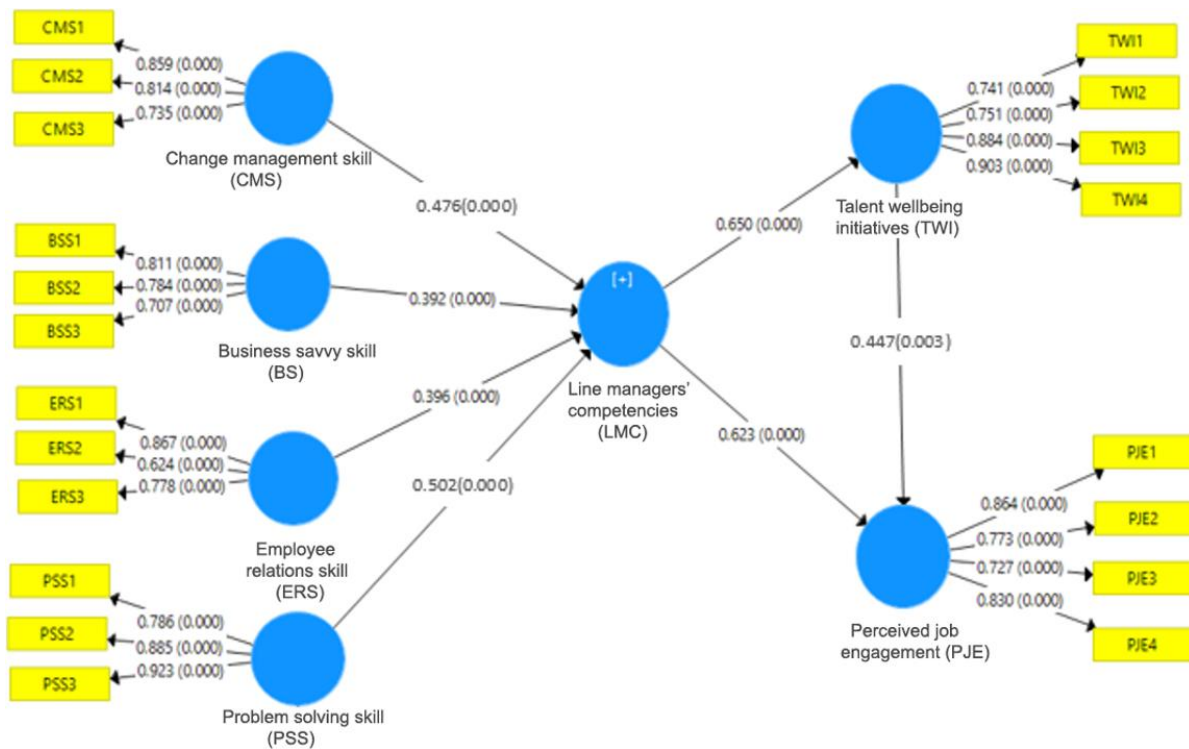 CMS1
0.859 (0.000)
CMS2
0.814 (0.000)
CMS3
0.735 (0.000)
Change management skill
(CMS)
0.476(0.000)
BSS1
0.811 (0.000)
BSS2
0.784 (0.000)
BSS3
0.707 (0.000)
Business savvy skill
(BS)
0.392 (0.000)
ERS1
0.867 (0.000)
ERS2
0.624 (0.000)
ERS3
0.778 (0.000)
Employee
relations skill
(ERS)
0.396 (0.000)
PSS1
0.786 (0.000)
PSS2
0.885 (0.000)
PSS3
0.923 (0.000)
Problem solving skill
(PSS)
0.502(0.000)
[+]
Line managers'
competencies
(LMC)
0.650 (0.000)
0.623 (0.000)
TWI1
0.741 (0.000)
TWI2
0.751 (0.000)
TWI3
0.884 (0.000)
TWI4
0.903 (0.000)
Talent wellbeing
initiatives (TWI)
0.447(0.003)
PJE1
0.864 (0.000)
PJE2
0.773 (0.000)
PJE3
0.727 (0.000)
PJE4
0.830 (0.000)
Perceived job
engagement (PJE)